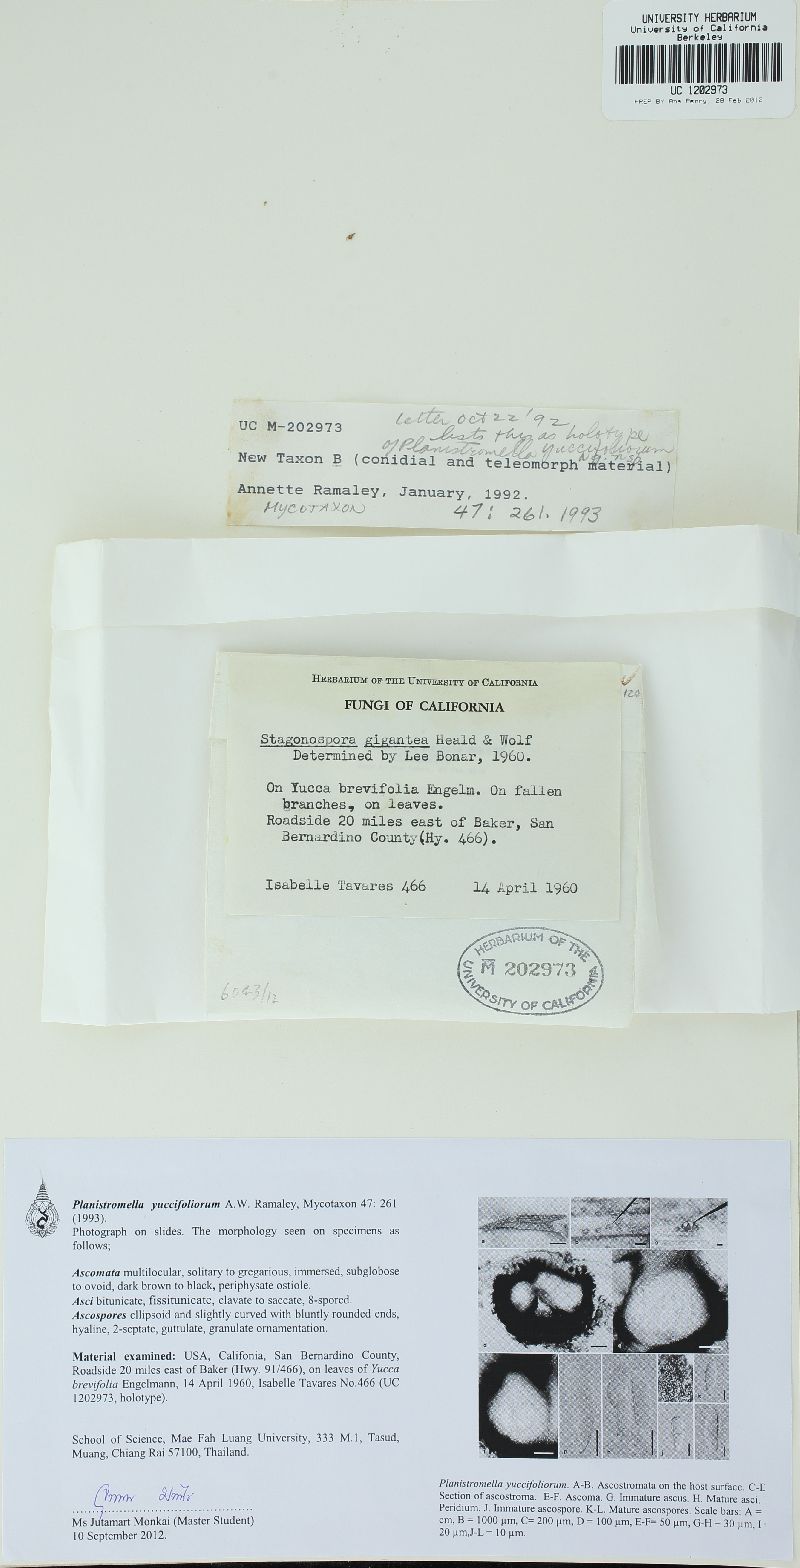 UNIVERSITY HERBARIUM
University of California
Berkeley
UC 1202973
PREP BY Ana Penny, 28 Feb 2012
UC M-202973
letter Oct 22 '92
lists this as holotype
of Planistromella yuccifoliorum
n.g. n.sp.
New Taxon B (conidial and teleomorph material)
Annette Ramaley, January, 1992.
MYCOTAXON 47: 261. 1993
HERBARIUM OF THE UNIVERSITY OF CALIFORNIA
120
FUNGI OF CALIFORNIA
Stagonospora gigantea Heald & Wolf
Determined by Lee Bonar, 1960.
On Yucca brevifolia Engelm. On fallen
branches, on leaves.
Roadside 20 miles east of Baker, San
Bernardino County(Hy. 466).
Isabelle Tavares 466 14 April 1960
HERBARIUM OF THE
M 202973
UNIVERSITY OF CALIFORNIA
Planistromella yuccifoliorum A.W. Ramaley, Mycotaxon 47: 261
(1993).
Photograph on slides. The morphology seen on specimens as
follows;
Ascomata multilocular, solitary to gregarious, immersed, subglobose
to ovoid, dark brown to black, periphysate ostiole.
Asci bitunicate, fissitunicate, clavate to saccate, 8-spored.
Ascospores ellipsoid and slightly curved with bluntly rounded ends,
hyaline, 2-septate, guttulate, granulate ornamentation.
Material examined: USA, Califonia, San Bernardino County,
Roadside 20 miles east of Baker (Hwy. 91/466), on leaves of Yucca
brevifolia Engelmann, 14 April 1960, Isabelle Tavares No.466 (UC
1202973, holotype).
School of Science, Mae Fah Luang University, 333 M.1, Tasud,
Muang, Chiang Rai 57100, Thailand.
Ms Jutamart Monkai (Master Student)
10 September 2012.
Planistromella yuccifoliorum. A-B. Ascostromata on the host surface. C-D.
Section of ascostroma. E-F. Ascoma. G. Immature ascus. H. Mature asci.
Peridium. J. Immature ascospore. K-L. Mature ascospores. Scale bars: A =
cm, B = 1000 µm, C= 200 µm, D = 100 µm, E-F= 50 µm, G-H = 30 µm, I
20 µm,J-L = 10 µm.